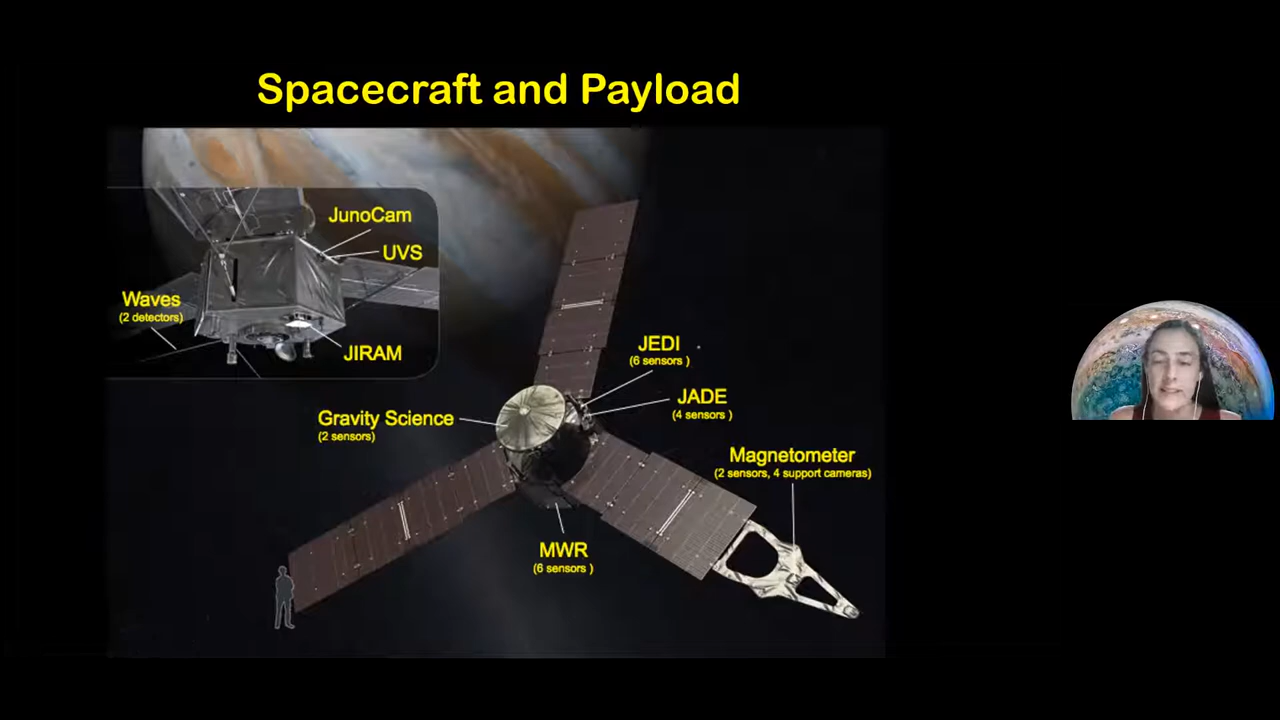 Spacecraft and Payload
JunoCam
UVS
Waves
(2 detectors)
JIRAM
JEDI
(6 sensors )
JADE
(4 sensors )
Gravity Science
(2 sensors)
Magnetometer
(2 sensors, 4 support cameras)
MWR
(6 sensors )